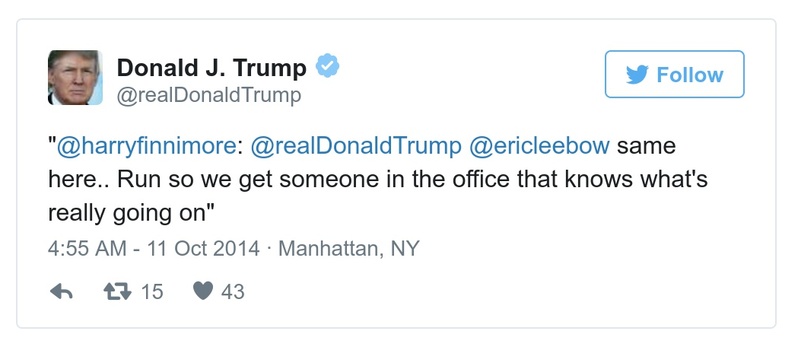 Donald J. Trump
@realDonaldTrump
Follow
"@harryfinnimore: @realDonaldTrump @ericleebow same
here.. Run so we get someone in the office that knows what's
really going on"
4:55 AM - 11 Oct 2014 · Manhattan, NY
15 43